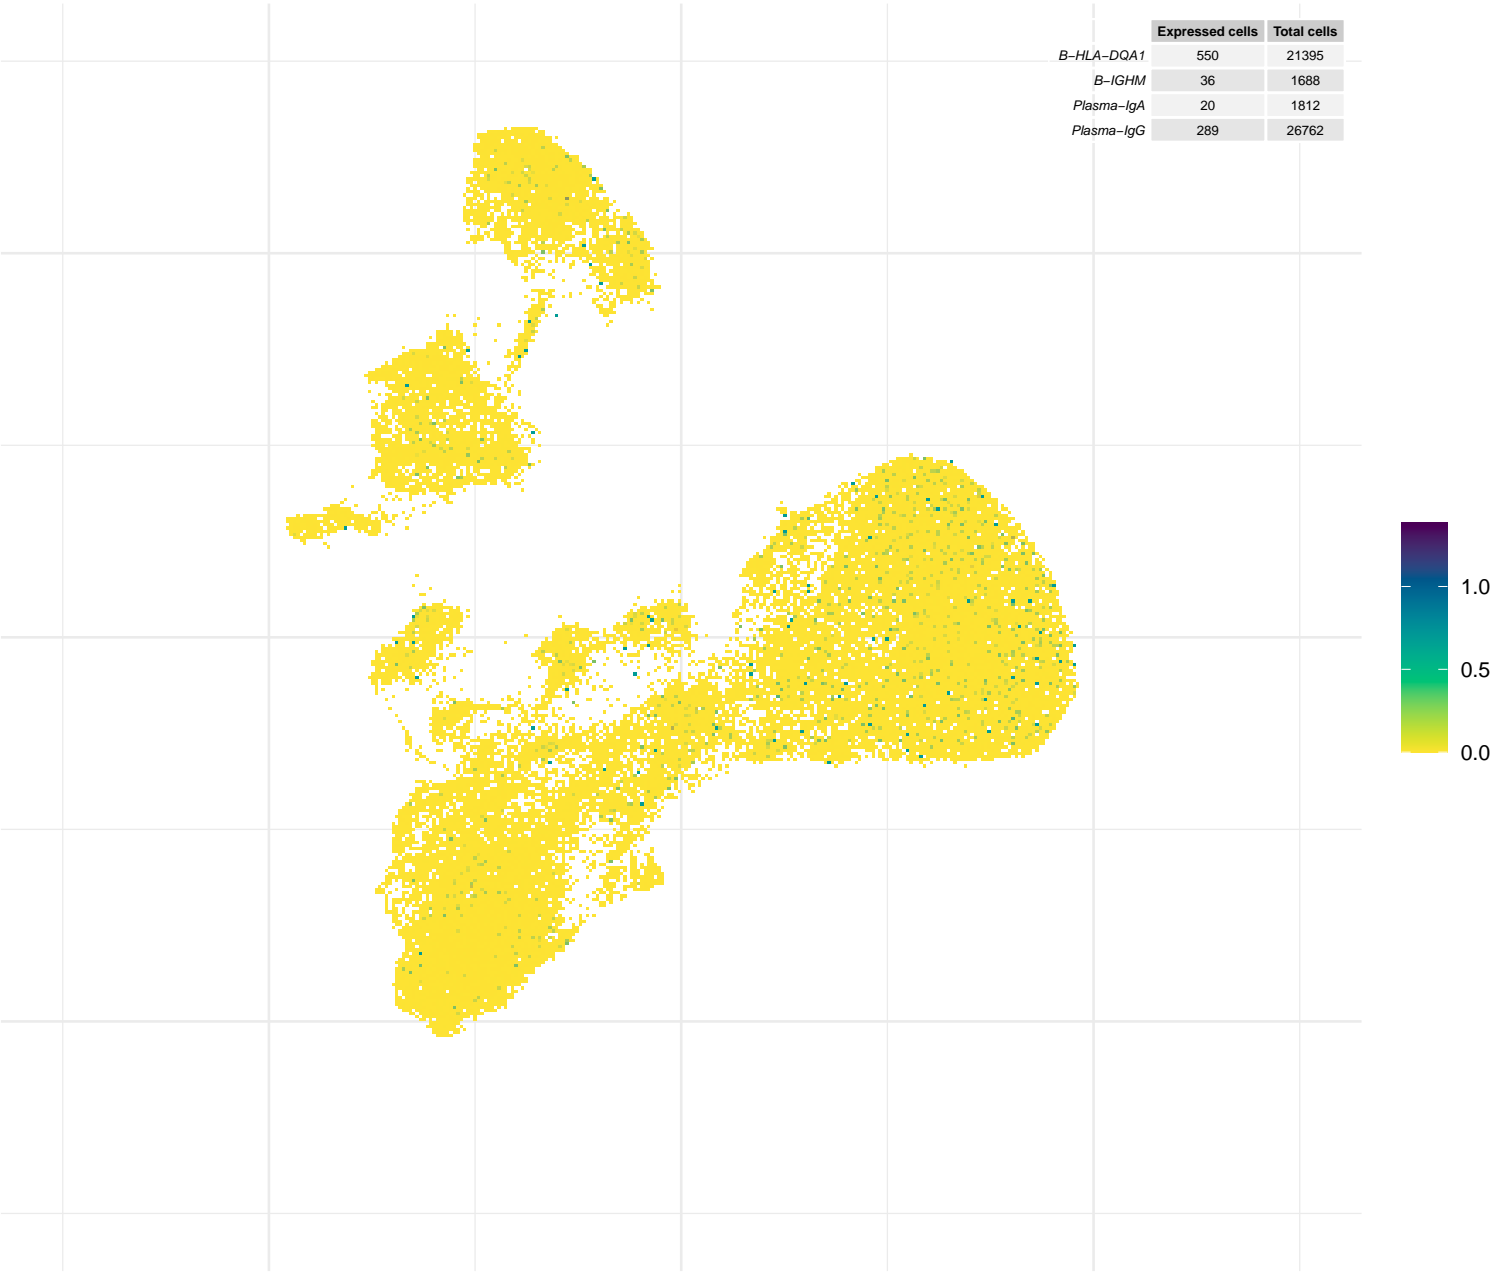 Expressed cells Total cells
B−HLA−DQA1 550 21395
B−IGHM 36 1688
Plasma−IgA 20 1812
Plasma−IgG 289 26762
1.0
0.5
0.0